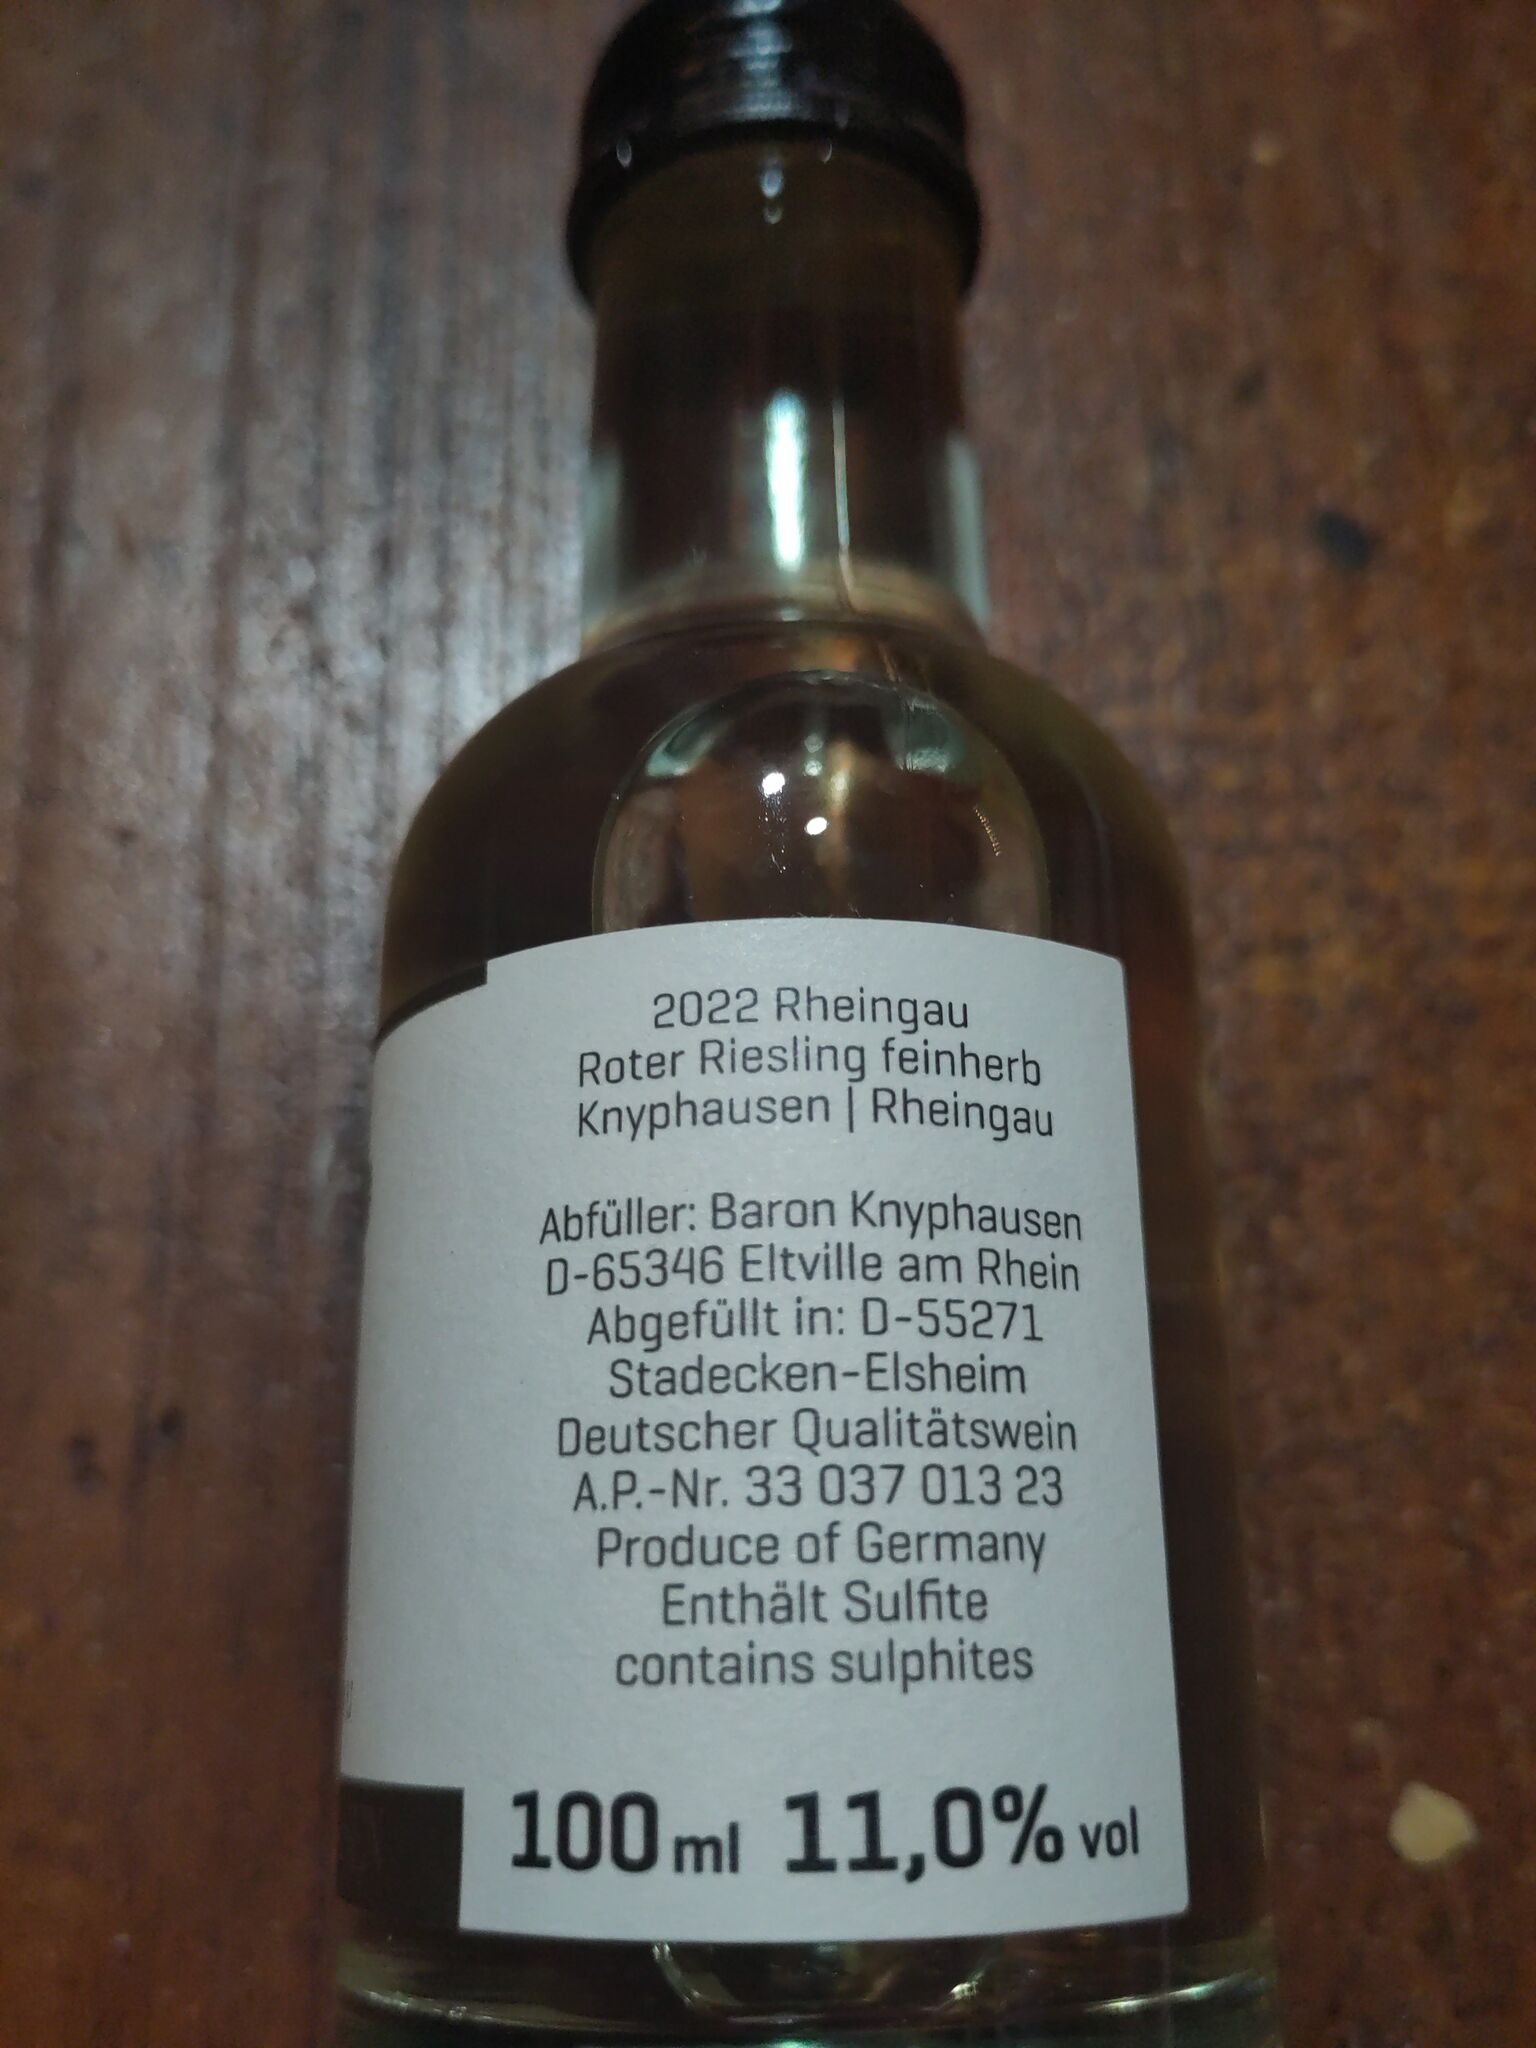 2022 Rheingau
Roter Riesling feinherb
Knyphausen | Rheingau
Abfüller: Baron Knyphausen
D-65346 Eltville am Rhein
Abgefüllt in: D-55271
Stadecken-Elsheim
Deutscher Qualitätswein
A.P.-Nr. 33 037 013 23
Produce of Germany
Enthält Sulfite
contains sulphites
100 ml 11,0% vol